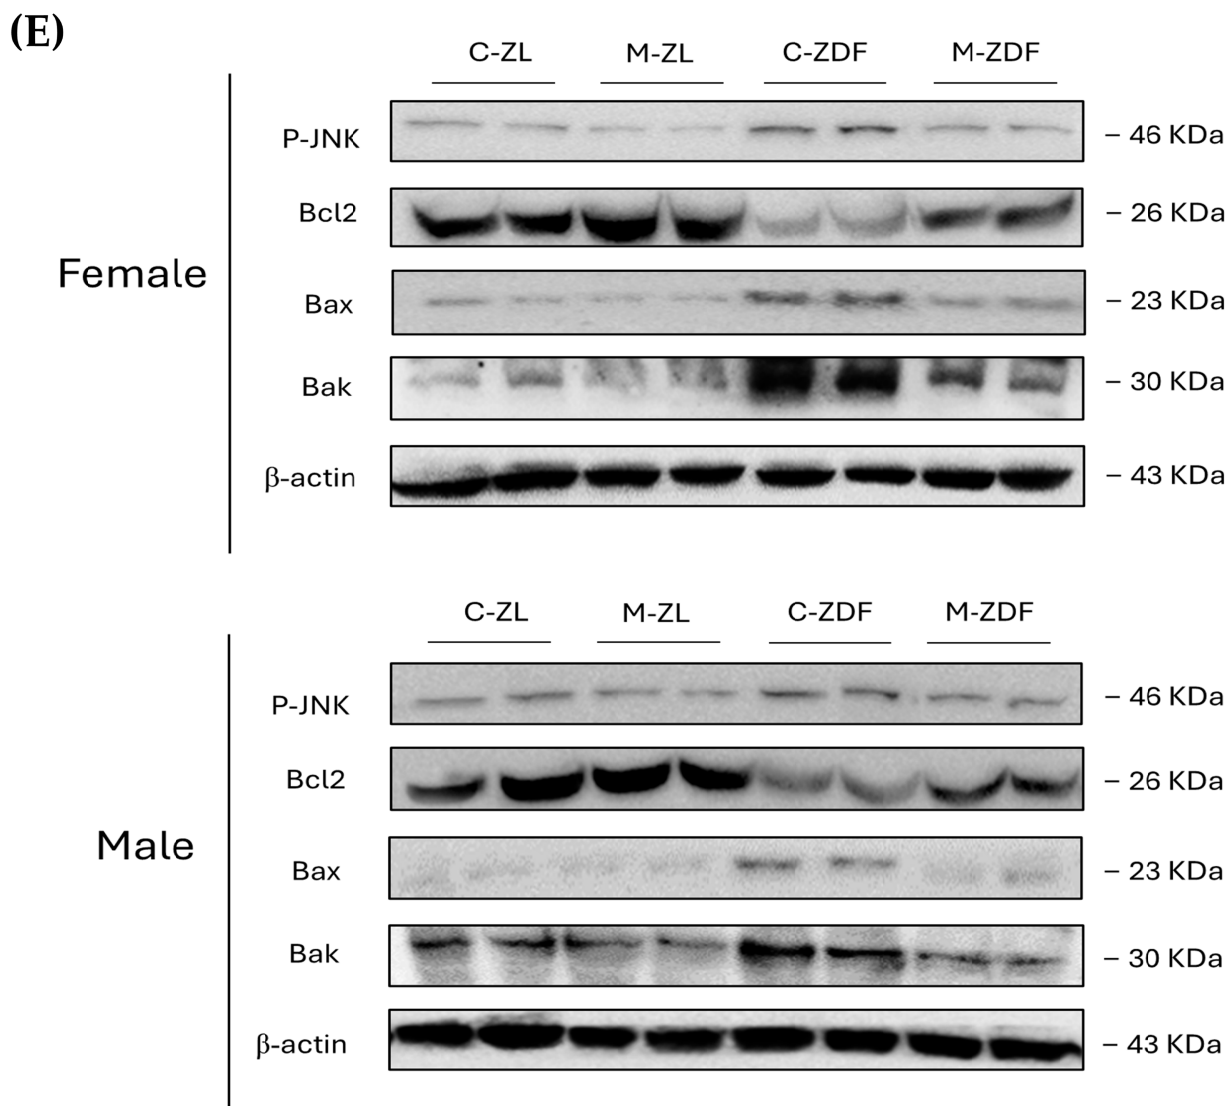 (E)
C-ZL M-ZL C-ZDF M-ZDF
P-JNK – 46 KDa
Bcl2 – 26 KDa
Female
Bax – 23 KDa
Bak – 30 KDa
β-actin – 43 KDa
C-ZL M-ZL C-ZDF M-ZDF
P-JNK – 46 KDa
Bcl2 – 26 KDa
Male
Bax – 23 KDa
Bak – 30 KDa
β-actin – 43 KDa